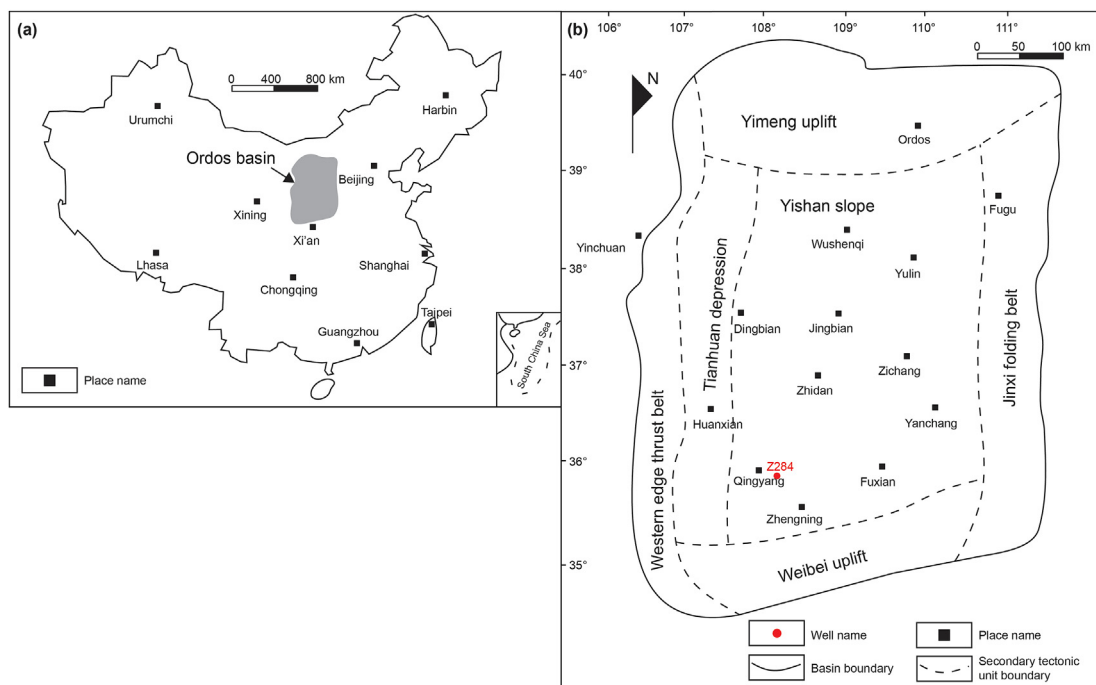 (a)
0 400 800 km
Urumchi
Harbin
Ordos basin
Beijing
Xining
Xi'an
Lhasa
Shanghai
Chongqing
Taipei
Guangzhou
South China Sea
Place name
(b)
106° 107° 108° 109° 110° 111°
0 50 100 km
40°
39°
38°
37°
36°
35°
N
Yimeng uplift
Ordos
Yishan slope
Fugu
Wushenqi
Yinchuan
Yulin
Tianhuan depression
Dingbian
Jingbian
Jinxi folding belt
Zichang
Zhidan
Huanxian
Yanchang
Western edge thrust belt
Z284
Qingyang
Fuxian
Zhengning
Weibei uplift
Well name
Place name
Basin boundary
Secondary tectonic
unit boundary